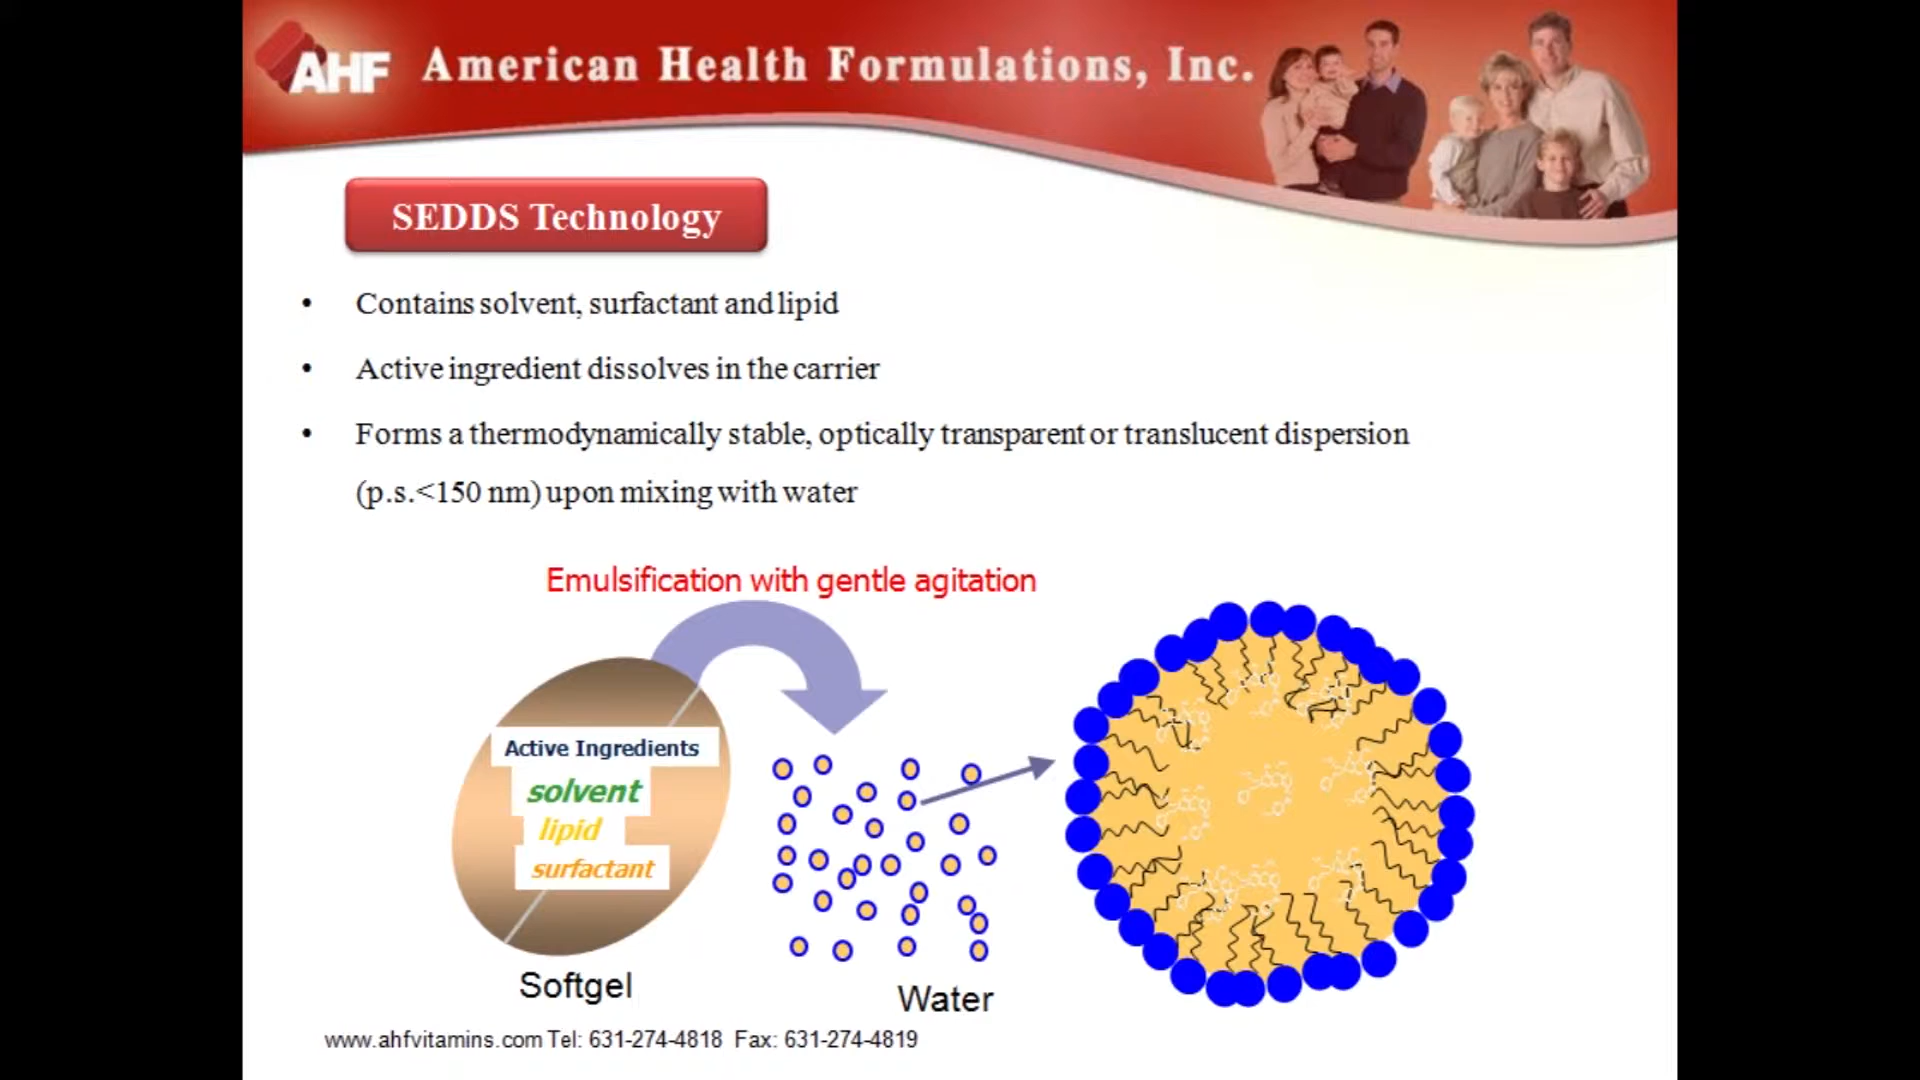 AHF American Health Formulations, Inc.
SEDDS Technology
• Contains solvent, surfactant and lipid
• Active ingredient dissolves in the carrier
• Forms a thermodynamically stable, optically transparent or translucent dispersion
(p.s.<150 nm) upon mixing with water
Emulsification with gentle agitation
Active Ingredients
solvent
lipid
surfactant
Softgel
Water
www.ahfvitamins.com Tel: 631-274-4818 Fax: 631-274-4819